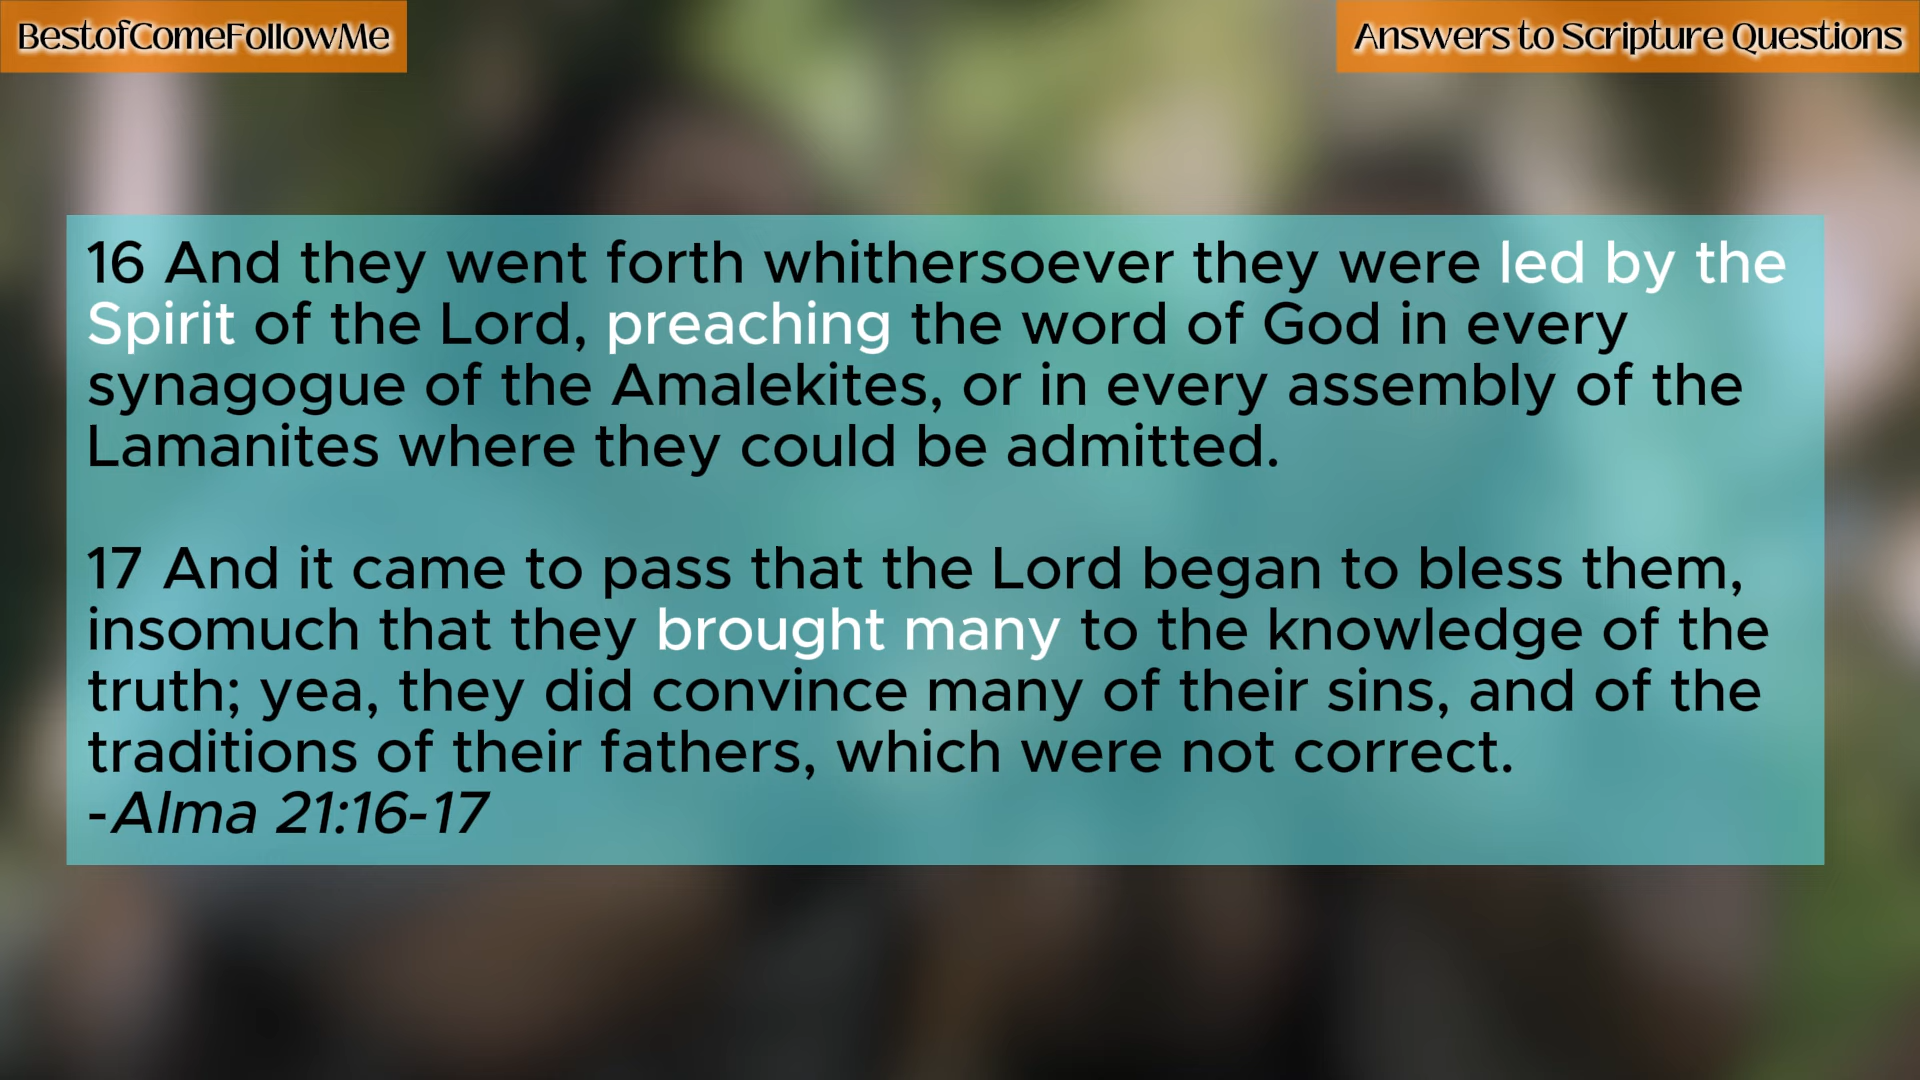 BestofComeFollowMe
Answers to Scripture Questions
16 And they went forth whithersoever they were led by the
Spirit of the Lord, preaching the word of God in every
synagogue of the Amalekites, or in every assembly of the
Lamanites where they could be admitted.
17 And it came to pass that the Lord began to bless them,
insomuch that they brought many to the knowledge of the
truth; yea, they did convince many of their sins, and of the
traditions of their fathers, which were not correct.
-Alma 21:16-17